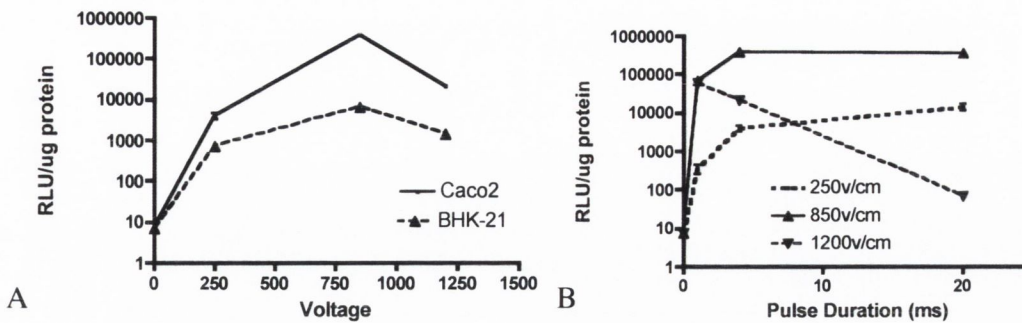 A
RLU/ug protein
1000000
100000
10000
1000
100
10
1
Caco2
BHK-21
0
250
500
750
1000
1250
1500
Voltage
B
RLU/ug protein
1000000
100000
10000
1000
100
10
1
250v/cm
850v/cm
1200v/cm
0
10
20
Pulse Duration (ms)